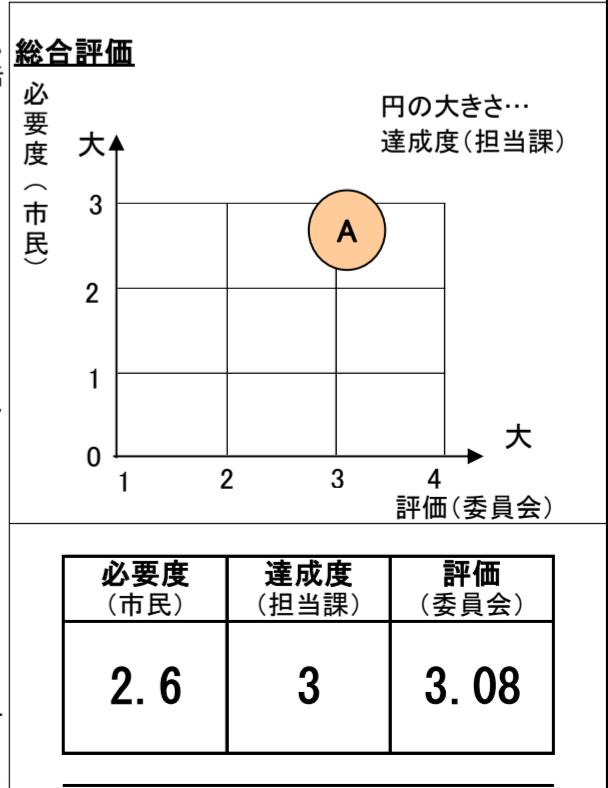 総合評価
必要度（市民）
円の大きさ…
達成度（担当課）
大
3
A
2
1
0
大
1
2
3
4
評価（委員会）
必要度
（市民）
達成度
（担当課）
評価
（委員会）
2.6
3
3.08